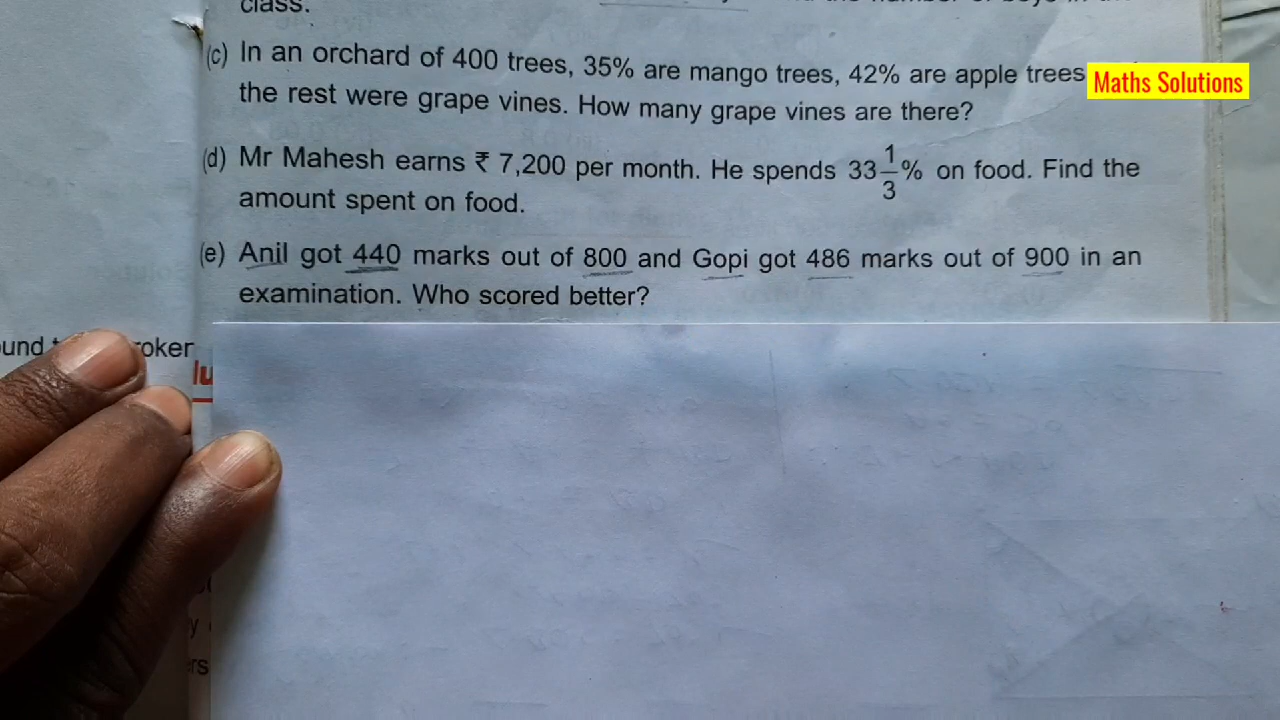 class.
(c) In an orchard of 400 trees, 35% are mango trees, 42% are apple trees
Maths Solutions
the rest were grape vines. How many grape vines are there?
(d) Mr Mahesh earns ₹ 7,200 per month. He spends 33 1/3 % on food. Find the
amount spent on food.
(e) Anil got 440 marks out of 800 and Gopi got 486 marks out of 900 in an
examination. Who scored better?